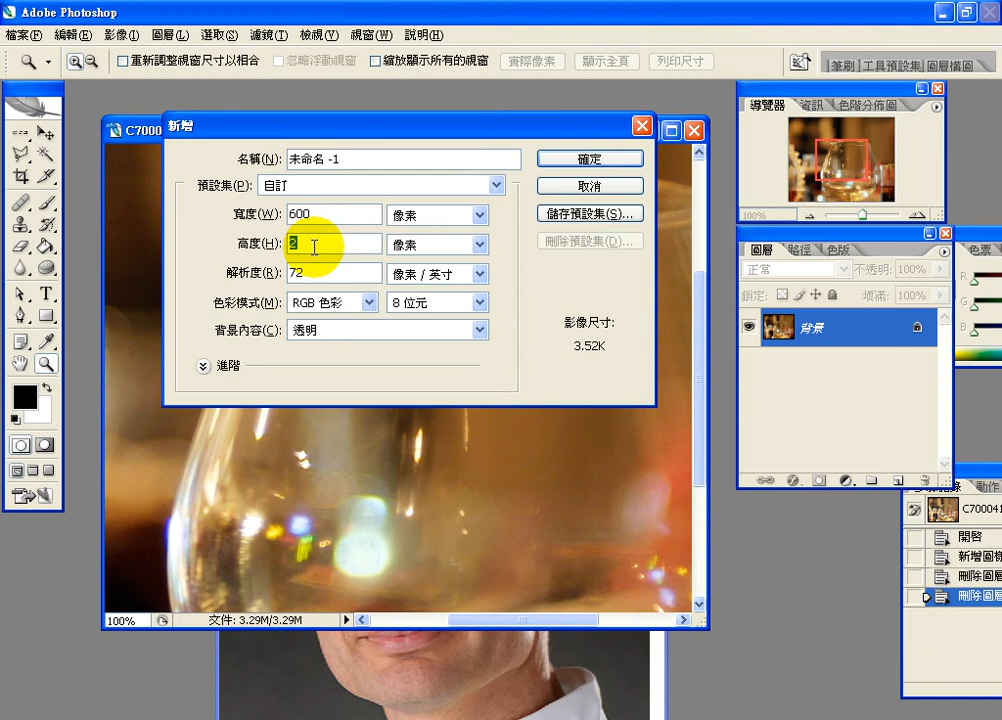 Adobe Photoshop
檔案(F) 編輯(E) 影像(I) 圖層(L) 選取(S) 濾鏡(T) 檢視(V) 視窗(W) 說明(H)
重新調整視窗尺寸以相合 忽略浮動視窗 縮放顯示所有的視窗 實際像素 顯示全頁 列印尺寸
筆刷 工具預設集 圖層構圖
C7000
新增
名稱(N): 未命名 -1
預設集(P): 自訂
寬度(W): 600 像素
高度(H): 2 像素
解析度(R): 72 像素 / 英寸
色彩模式(M): RGB 色彩 8 位元
背景內容(C): 透明
進階
確定
取消
儲存預設集(S)...
刪除預設集(D)...
影像尺寸:
3.52K
導覽器 資訊 色階分佈圖
100%
圖層 路徑 色版
正常 不透明: 100%
鎖定: 填滿: 100%
背景
色票
R
G
B
動作
C70004
開啓
新增圖
刪除圖層
刪除圖層
100% 文件: 3.29M/3.29M